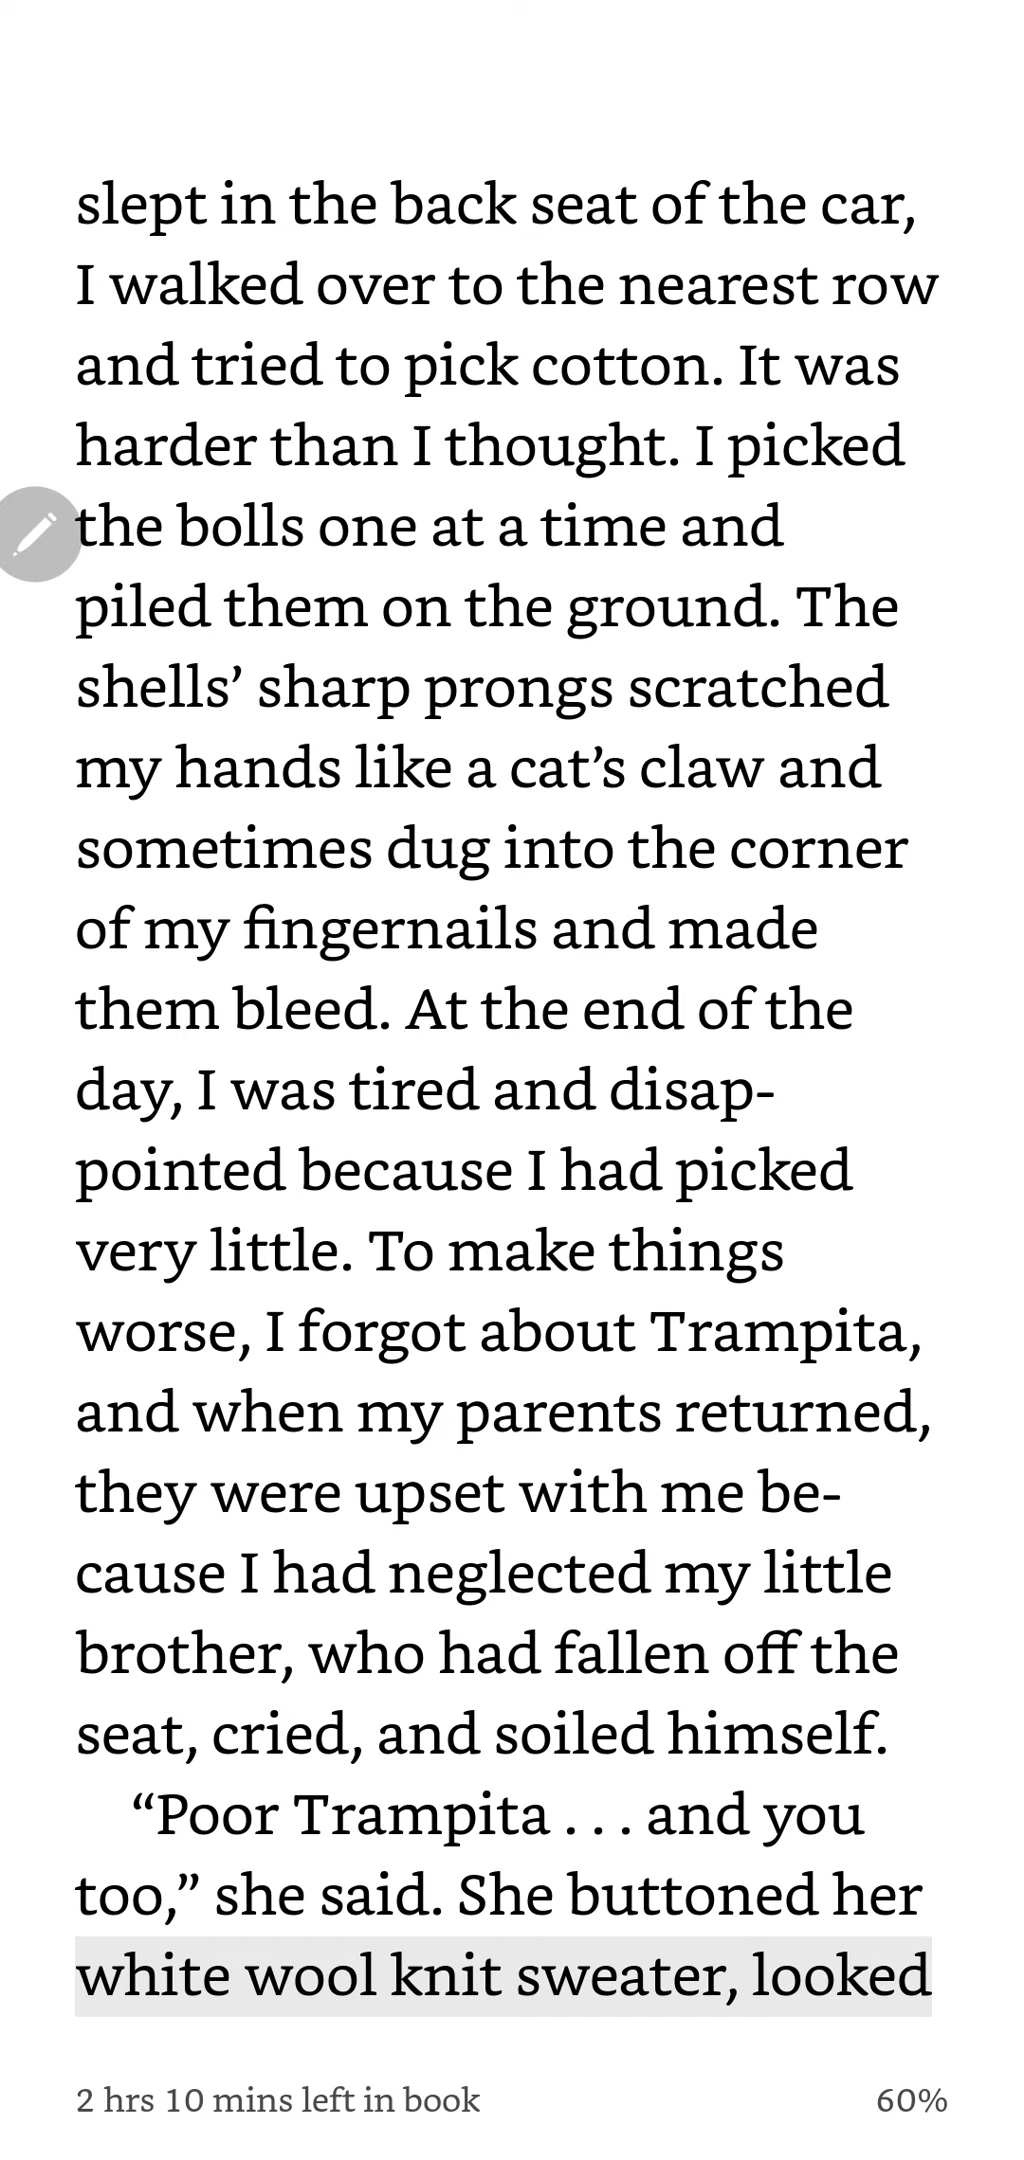 slept in the back seat of the car,
I walked over to the nearest row
and tried to pick cotton. It was
harder than I thought. I picked
the bolls one at a time and
piled them on the ground. The
shells’ sharp prongs scratched
my hands like a cat’s claw and
sometimes dug into the corner
of my fingernails and made
them bleed. At the end of the
day, I was tired and disap-
pointed because I had picked
very little. To make things
worse, I forgot about Trampita,
and when my parents returned,
they were upset with me be-
cause I had neglected my little
brother, who had fallen off the
seat, cried, and soiled himself.
“Poor Trampita . . . and you
too,” she said. She buttoned her
white wool knit sweater, looked
2 hrs 10 mins left in book 60%